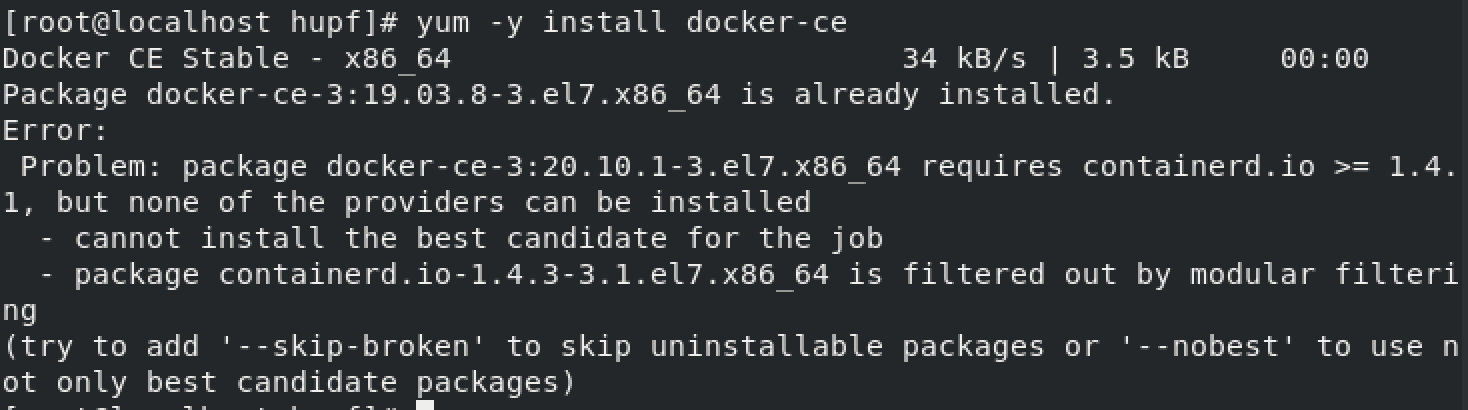 [root@localhost hupf]# yum -y install docker-ce
Docker CE Stable - x86_64                         34 kB/s | 3.5 kB     00:00
Package docker-ce-3:19.03.8-3.el7.x86_64 is already installed.
Error:
 Problem: package docker-ce-3:20.10.1-3.el7.x86_64 requires containerd.io >= 1.4.
1, but none of the providers can be installed
  - cannot install the best candidate for the job
  - package containerd.io-1.4.3-3.1.el7.x86_64 is filtered out by modular filteri
ng
(try to add '--skip-broken' to skip uninstallable packages or '--nobest' to use n
ot only best candidate packages)